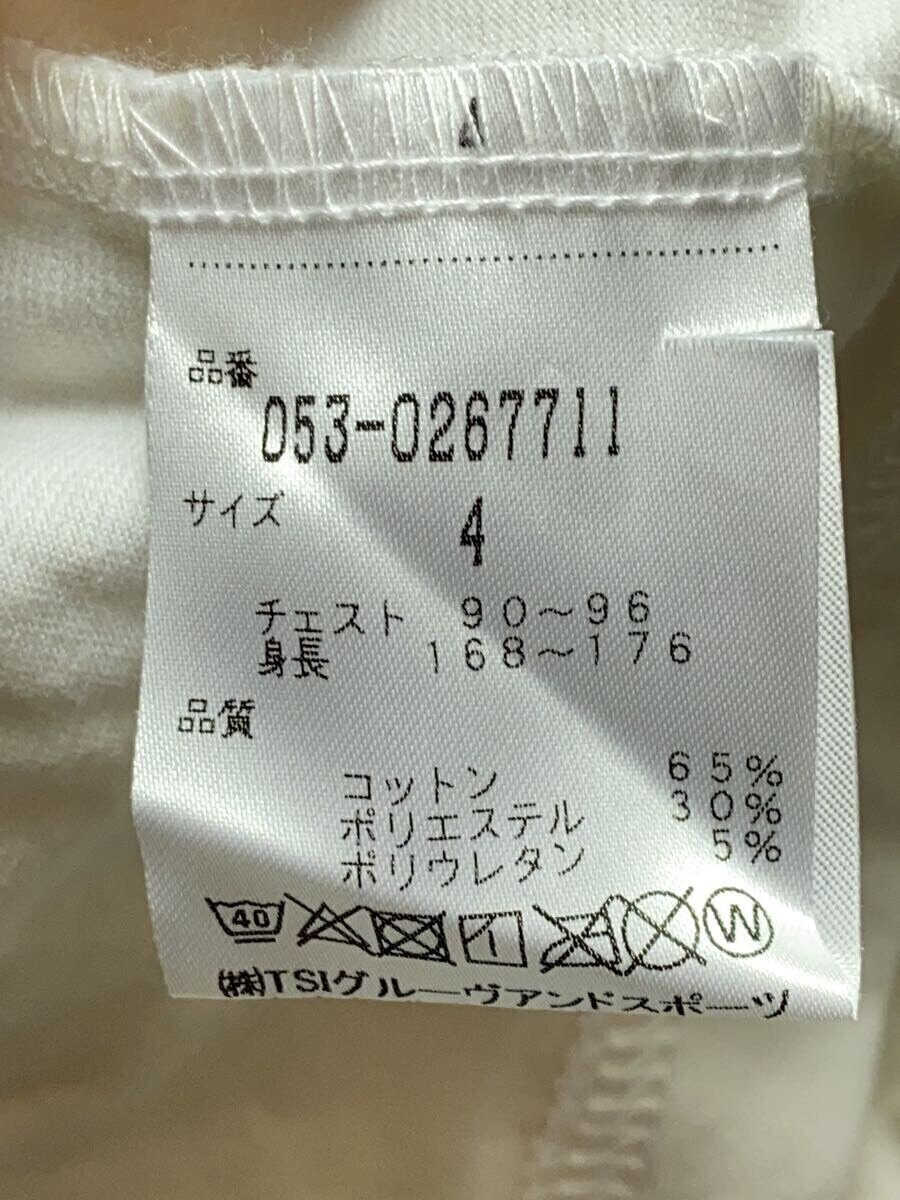 品番
053-0267711
サイズ
4
チェスト 90～96
身長 168～176
品質
コットン 65%
ポリエステル 30%
ポリウレタン 5%
40 W
㈱TSIグルーヴアンドスポーツ